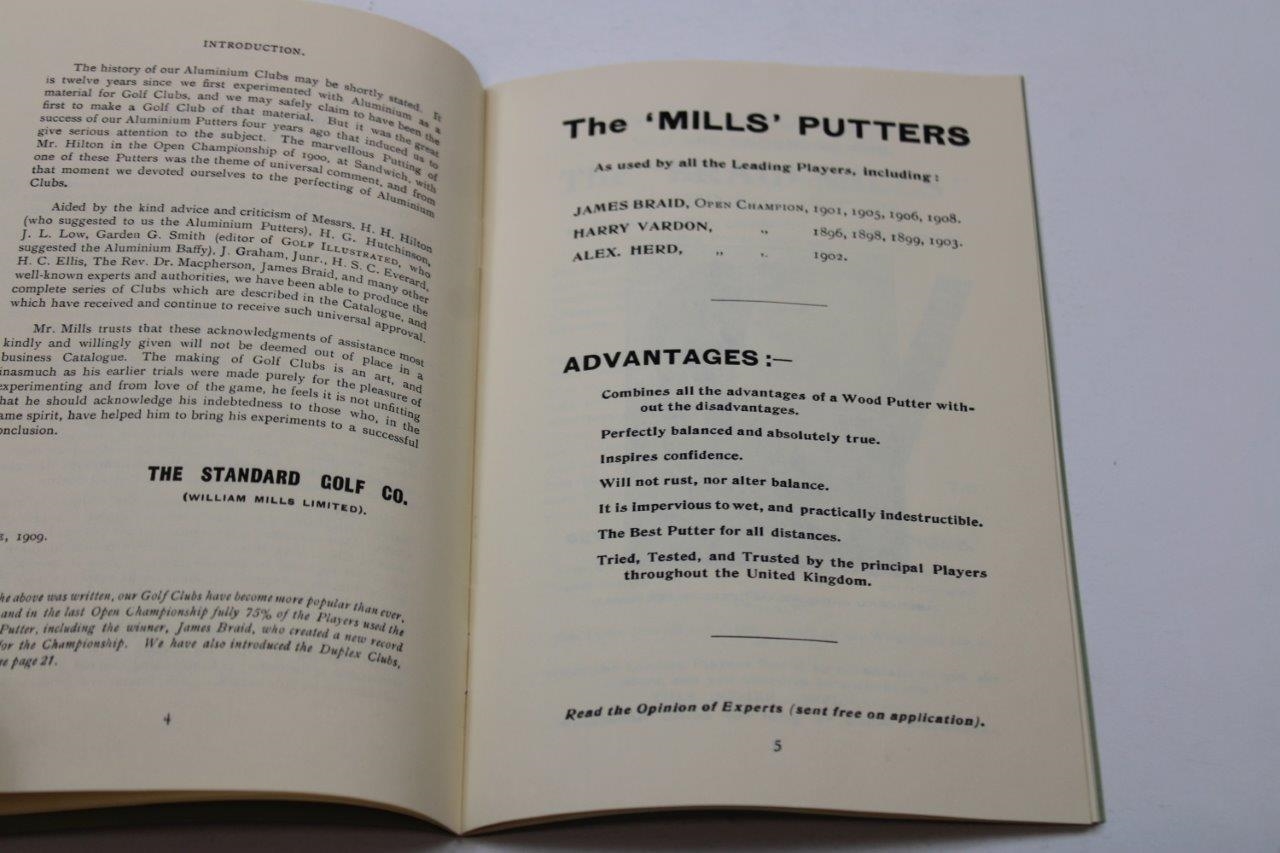 INTRODUCTION.
The history of our Aluminium Clubs may be shortly stated. It
is twelve years since we first experimented with Aluminium as a
material for Golf Clubs, and we may safely claim to have been the
first to make a Golf Club of that material. But it was the great
success of our Aluminium Putters four years ago that induced us to
give serious attention to the subject. The marvellous Putting of
Mr. Hilton in the Open Championship of 1900, at Sandwich, with
one of these Putters was the theme of universal comment, and from
that moment we devoted ourselves to the perfecting of Aluminium
Clubs.
Aided by the kind advice and criticism of Messrs. H. H. Hilton
(who suggested to us the Aluminium Putters), H. G. Hutchinson,
J. L. Low, Garden G. Smith (editor of GOLF ILLUSTRATED, who
suggested the Aluminium Baffy), J. Graham, Junr., H. S. C. Everard,
H. C. Ellis, The Rev. Dr. Macpherson, James Braid, and many other
well-known experts and authorities, we have been able to produce the
complete series of Clubs which are described in the Catalogue, and
which have received and continue to receive such universal approval.
Mr. Mills trusts that these acknowledgments of assistance most
kindly and willingly given will not be deemed out of place in a
business Catalogue. The making of Golf Clubs is an art, and
inasmuch as his earlier trials were made purely for the pleasure of
experimenting and from love of the game, he feels it is not unfitting
hat he should acknowledge his indebtedness to those who, in the
ame spirit, have helped him to bring his experiments to a successful
onclusion.
THE STANDARD GOLF CO.
(WILLIAM MILLS LIMITED).
, 1909.
he above was written, our Golf Clubs have become more popular than ever,
and in the last Open Championship fully 75% of the Players used the
Putter, including the winner, James Braid, who created a new record
for the Championship. We have also introduced the Duplex Clubs,
e page 21.
4
The 'MILLS' PUTTERS
As used by all the Leading Players, including:
JAMES BRAID, OPEN CHAMPION, 1901, 1905, 1906, 1908.
HARRY VARDON, „ 1896, 1898, 1899, 1903.
ALEX. HERD, „ „ 1902.
ADVANTAGES:—
Combines all the advantages of a Wood Putter with-
out the disadvantages.
Perfectly balanced and absolutely true.
Inspires confidence.
Will not rust, nor alter balance.
It is Impervious to wet, and practically indestructible.
The Best Putter for all distances.
Tried, Tested, and Trusted by the principal Players
throughout the United Kingdom.
Read the Opinion of Experts (sent free on application).
5